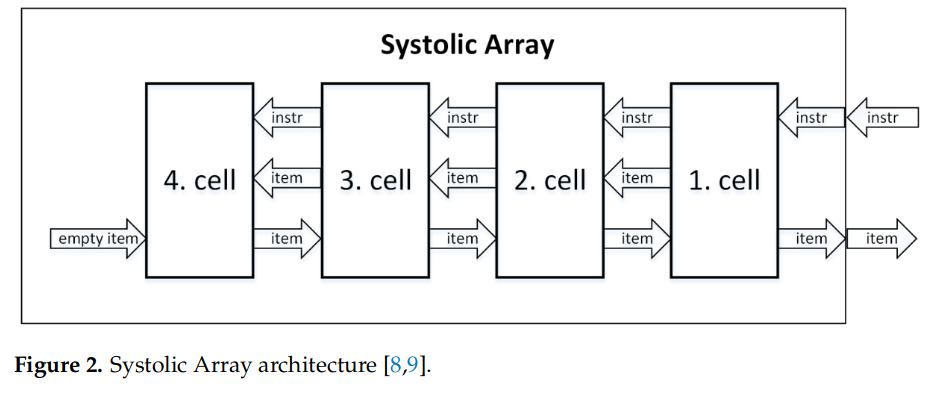 Systolic Array
instr
instr
instr
instr
instr
4. cell
item
3. cell
item
2. cell
item
1. cell
empty item
item
item
item
item
item
Figure 2. Systolic Array architecture [8,9].